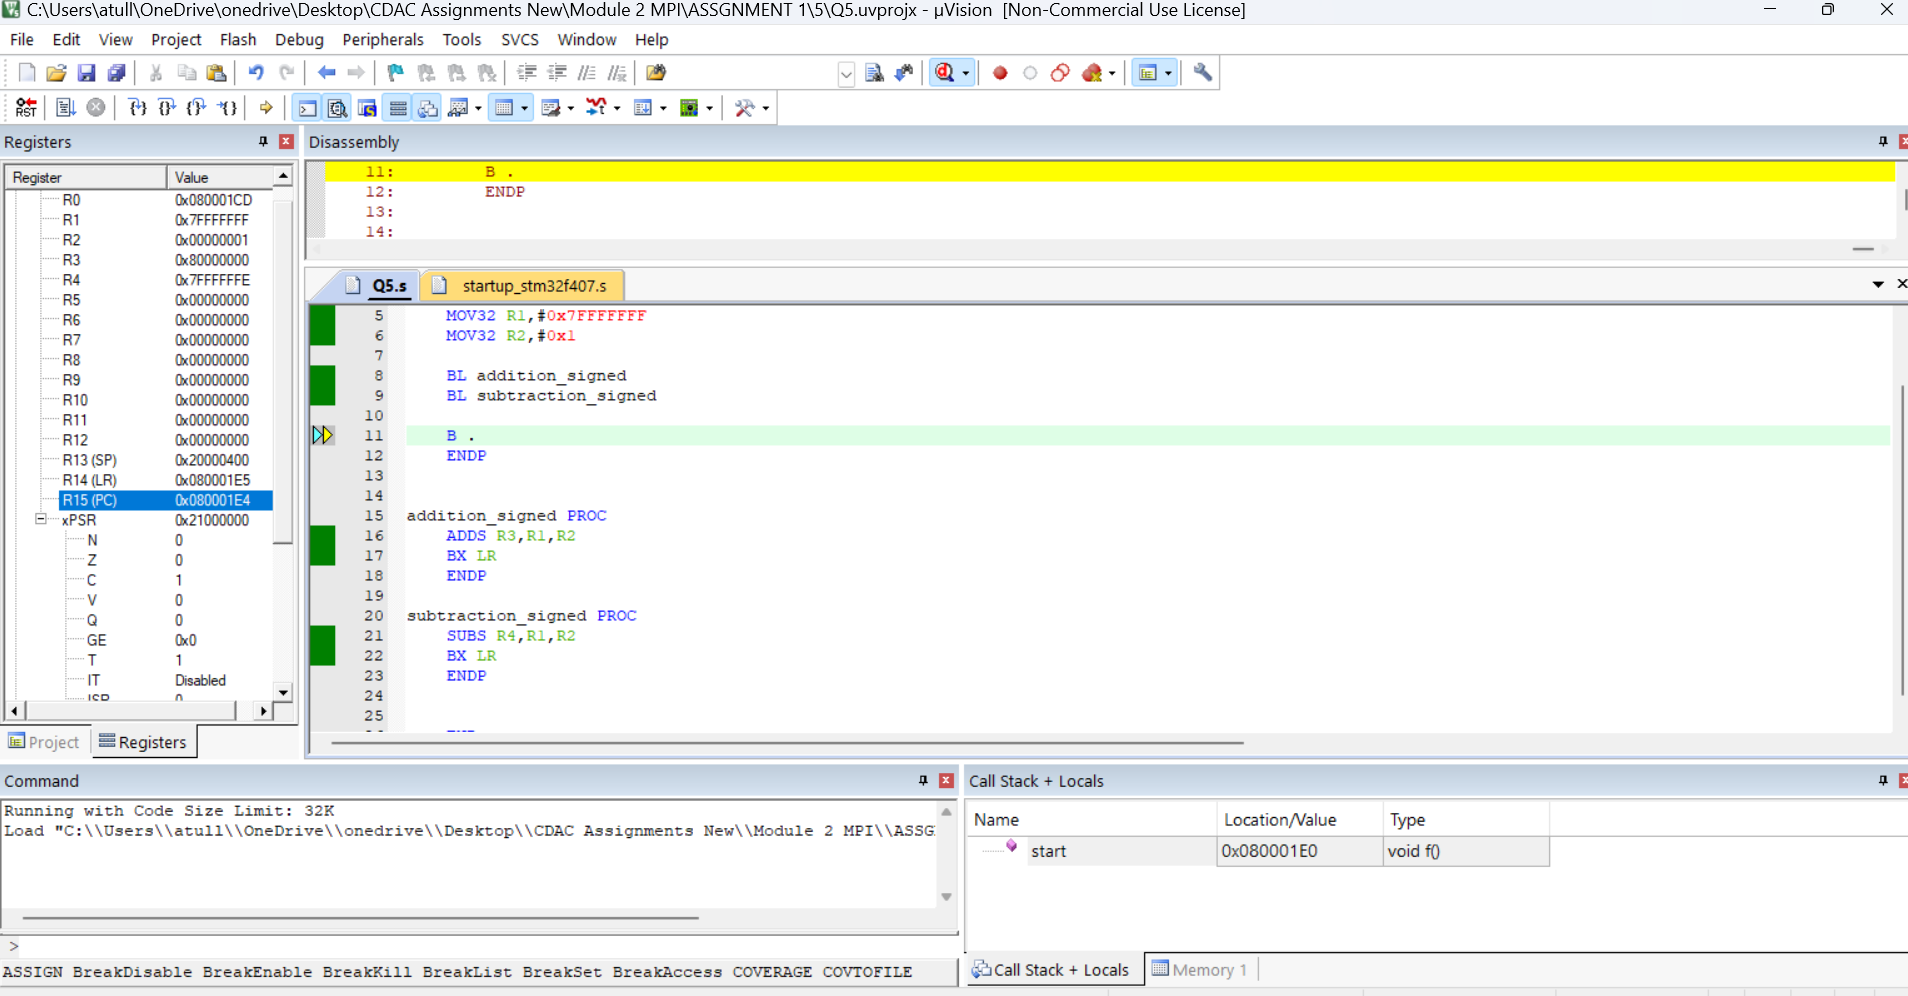 C:\Users\atull\OneDrive\onedrive\Desktop\CDAC Assignments New\Module 2 MPI\ASSGNMENT 1\5\Q5.uvprojx - µVision [Non-Commercial Use License]
File Edit View Project Flash Debug Peripherals Tools SVCS Window Help
RST
Registers
Register Value
R0 0x080001CD
R1 0x7FFFFFFF
R2 0x00000001
R3 0x80000000
R4 0x7FFFFFFE
R5 0x00000000
R6 0x00000000
R7 0x00000000
R8 0x00000000
R9 0x00000000
R10 0x00000000
R11 0x00000000
R12 0x00000000
R13 (SP) 0x20000400
R14 (LR) 0x080001E5
R15 (PC) 0x080001E4
xPSR 0x21000000
N 0
Z 0
C 1
V 0
Q 0
GE 0x0
T 1
IT Disabled
ISR 0
Project Registers
Disassembly
11: B .
12: ENDP
13:
14:
Q5.s startup_stm32f407.s
5 MOV32 R1,#0x7FFFFFFF
6 MOV32 R2,#0x1
7
8 BL addition_signed
9 BL subtraction_signed
10
11 B .
12 ENDP
13
14
15 addition_signed PROC
16 ADDS R3,R1,R2
17 BX LR
18 ENDP
19
20 subtraction_signed PROC
21 SUBS R4,R1,R2
22 BX LR
23 ENDP
24
25
Command
Running with Code Size Limit: 32K
Load "C:\\Users\\atull\\OneDrive\\onedrive\\Desktop\\CDAC Assignments New\\Module 2 MPI\\ASSG
>
ASSIGN BreakDisable BreakEnable BreakKill BreakList BreakSet BreakAccess COVERAGE COVTOFILE
Call Stack + Locals
Name Location/Value Type
start 0x080001E0 void f()
Call Stack + Locals Memory 1